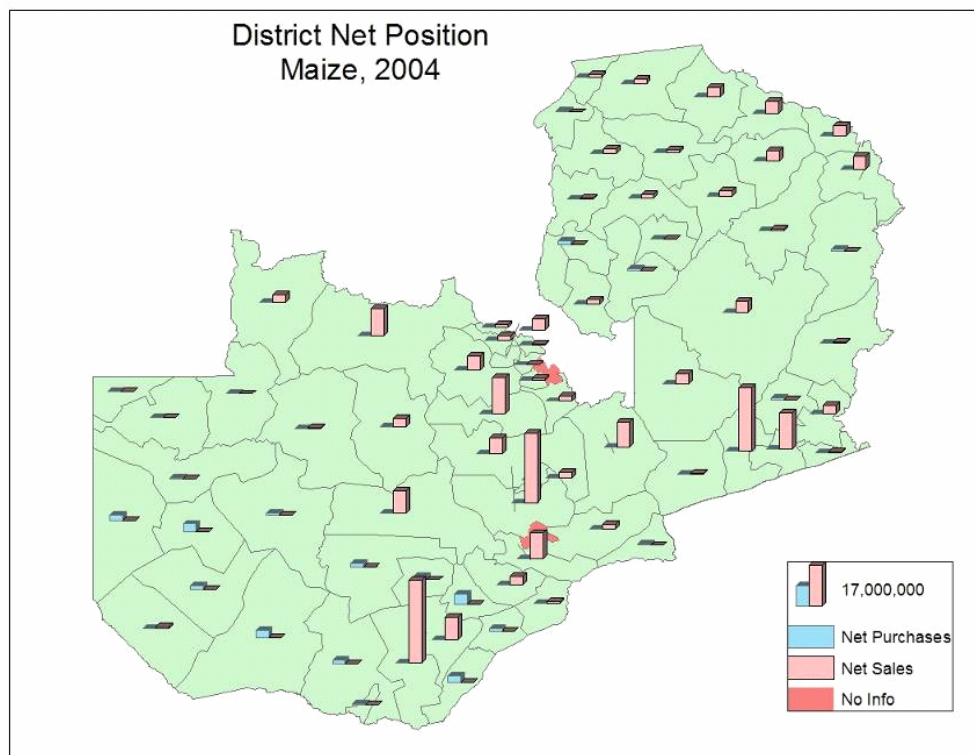 District Net Position
Maize, 2004
17,000,000
Net Purchases
Net Sales
No Info